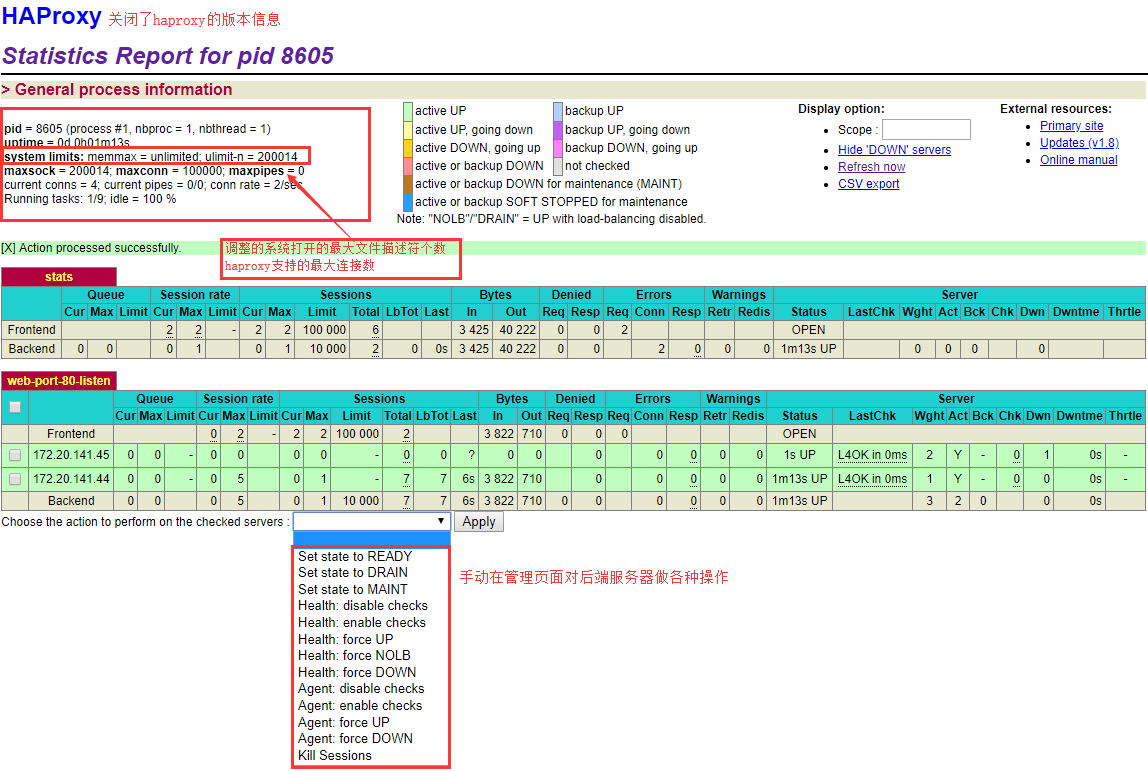 HAProxy 关闭了haproxy的版本信息
Statistics Report for pid 8605
> General process information
pid = 8605 (process #1, nbproc = 1, nbthread = 1)
uptime = 0d 0h01m13s
system limits: memmax = unlimited; ulimit-n = 200014
maxsock = 200014; maxconn = 100000; maxpipes = 0
current conns = 4; current pipes = 0/0; conn rate = 2/sec
Running tasks: 1/9; idle = 100 %
active UP backup UP
active UP, going down backup UP, going down
active DOWN, going up backup DOWN, going up
active or backup DOWN not checked
active or backup DOWN for maintenance (MAINT)
active or backup SOFT STOPPED for maintenance
Note: "NOLB"/"DRAIN" = UP with load-balancing disabled.
Display option:
Scope :
Hide 'DOWN' servers
Refresh now
CSV export
External resources:
Primary site
Updates (v1.8)
Online manual
[X] Action processed successfully.
调整的系统打开的最大文件描述符个数
haproxy支持的最大连接数
stats
Queue Session rate Sessions Bytes Denied Errors Warnings Server
Cur Max Limit Cur Max Limit Cur Max Limit Total LbTot Last In Out Req Resp Req Conn Resp Retr Redis Status LastChk Wght Act Bck Chk Dwn Dwntme Thrtle
Frontend 2 2 - 2 2 100 000 6 3 425 40 222 0 0 2 OPEN
Backend 0 0 0 1 0 1 10 000 2 0 0s 3 425 40 222 0 0 2 0 0 0 1m13s UP 0 0 0 0
web-port-80-listen
Queue Session rate Sessions Bytes Denied Errors Warnings Server
Cur Max Limit Cur Max Limit Cur Max Limit Total LbTot Last In Out Req Resp Req Conn Resp Retr Redis Status LastChk Wght Act Bck Chk Dwn Dwntme Thrtle
Frontend 0 2 - 2 2 100 000 2 3 822 710 0 0 0 OPEN
172.20.141.45 0 0 - 0 0 0 0 - 0 0 ? 0 0 0 0 0 0 0 1s UP L4OK in 0ms 2 Y - 0 1 0s -
172.20.141.44 0 0 - 0 5 0 1 - 7 7 6s 3 822 710 0 0 0 0 0 1m13s UP L4OK in 0ms 1 Y - 0 0 0s -
Backend 0 0 0 5 0 1 10 000 7 7 6s 3 822 710 0 0 0 0 0 0 1m13s UP 3 2 0 0 0s
Choose the action to perform on the checked servers : Apply
Set state to READY
Set state to DRAIN
Set state to MAINT
Health: disable checks
Health: enable checks
Health: force UP
Health: force NOLB
Health: force DOWN
Agent: disable checks
Agent: enable checks
Agent: force UP
Agent: force DOWN
Kill Sessions
手动在管理页面对后端服务器做各种操作